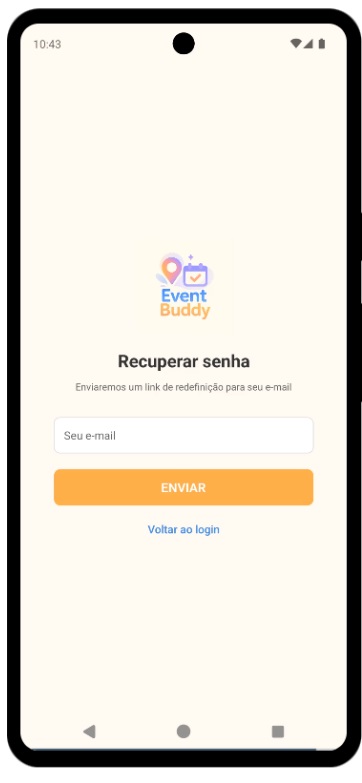 10:43
Event
Buddy
Recuperar senha
Enviaremos um link de redefinição para seu e-mail
Seu e-mail
ENVIAR
Voltar ao login